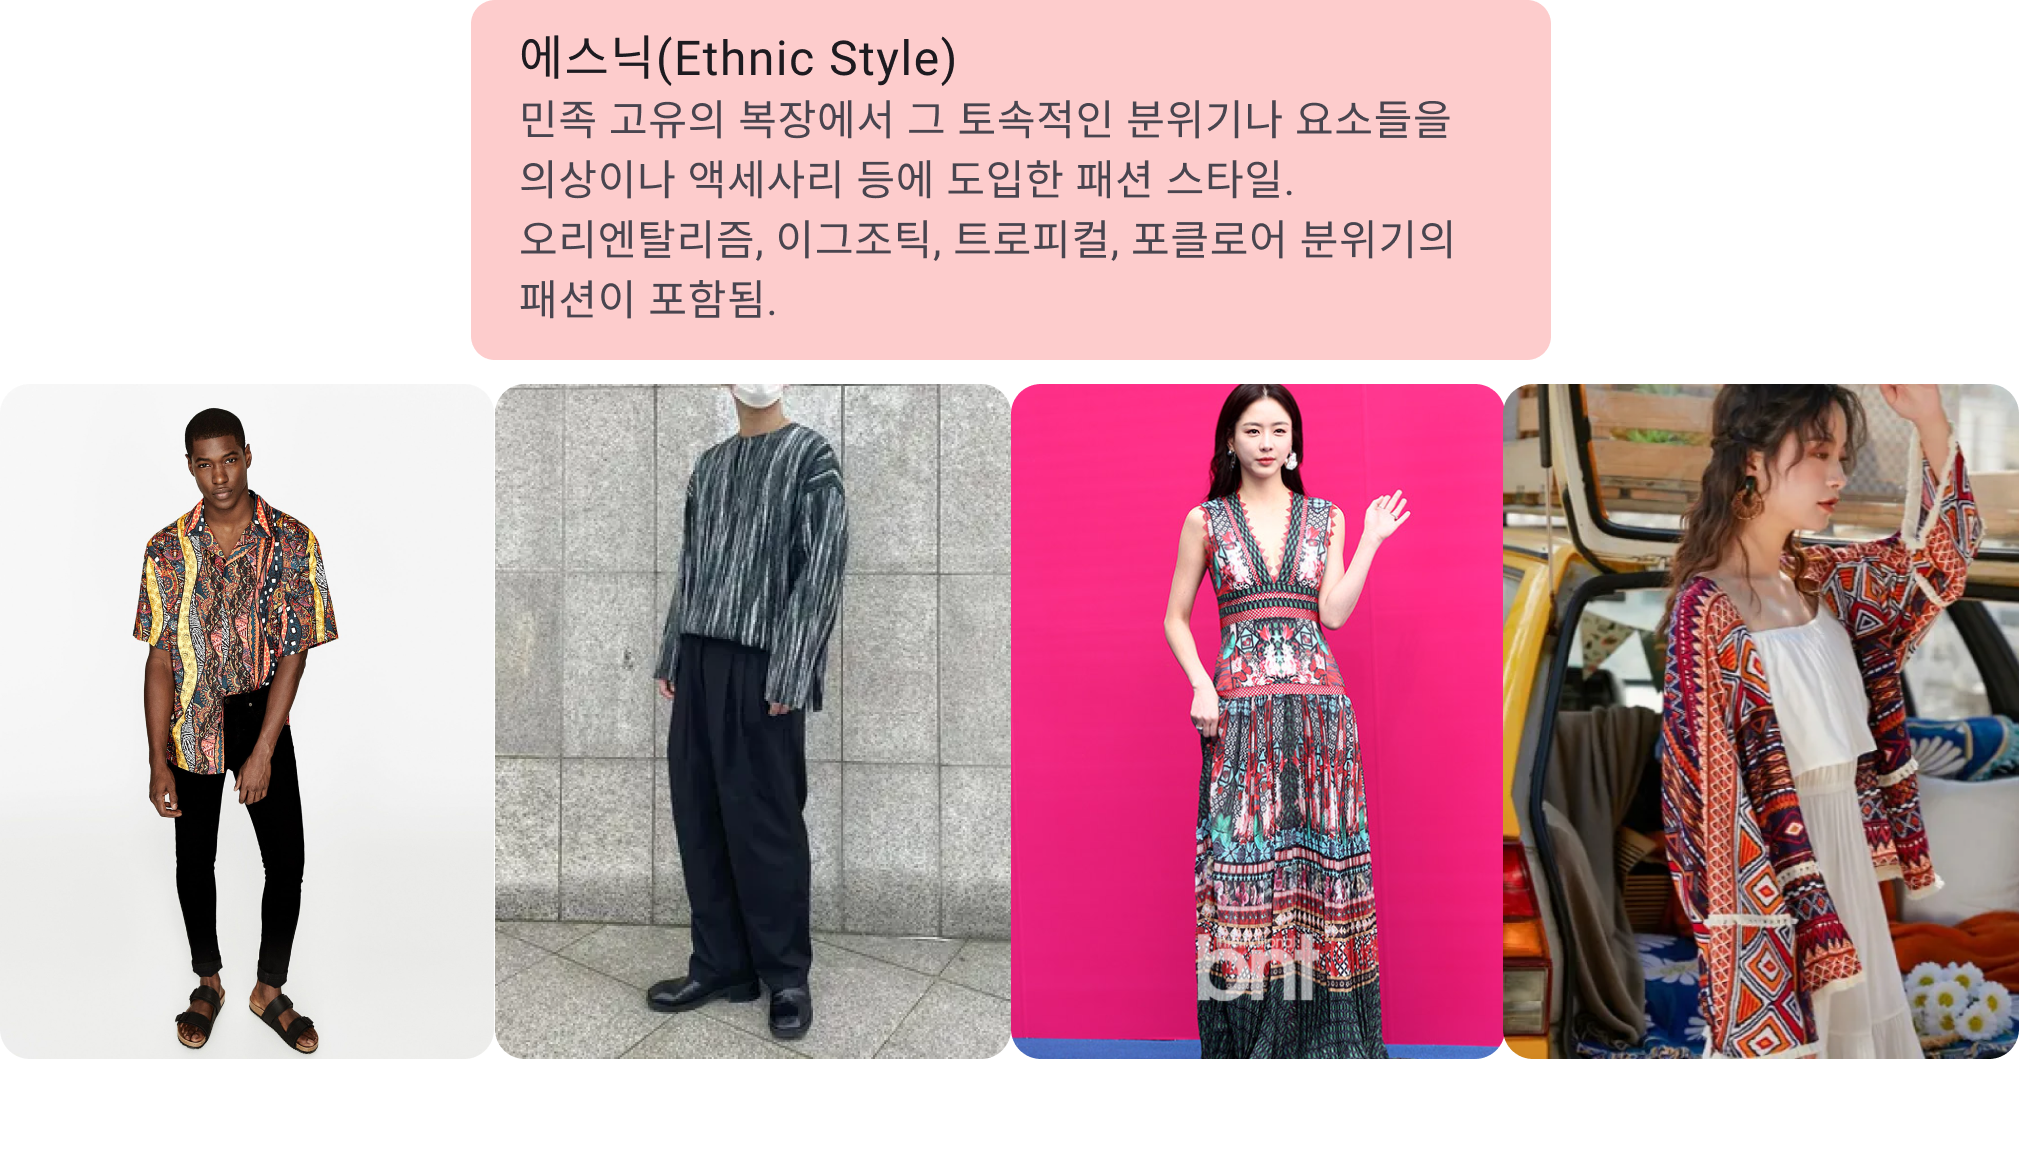 에스닉(Ethnic Style)
민족 고유의 복장에서 그 토속적인 분위기나 요소들을
의상이나 액세사리 등에 도입한 패션 스타일.
오리엔탈리즘, 이그조틱, 트로피컬, 포클로어 분위기의
패션이 포함됨.
bnt